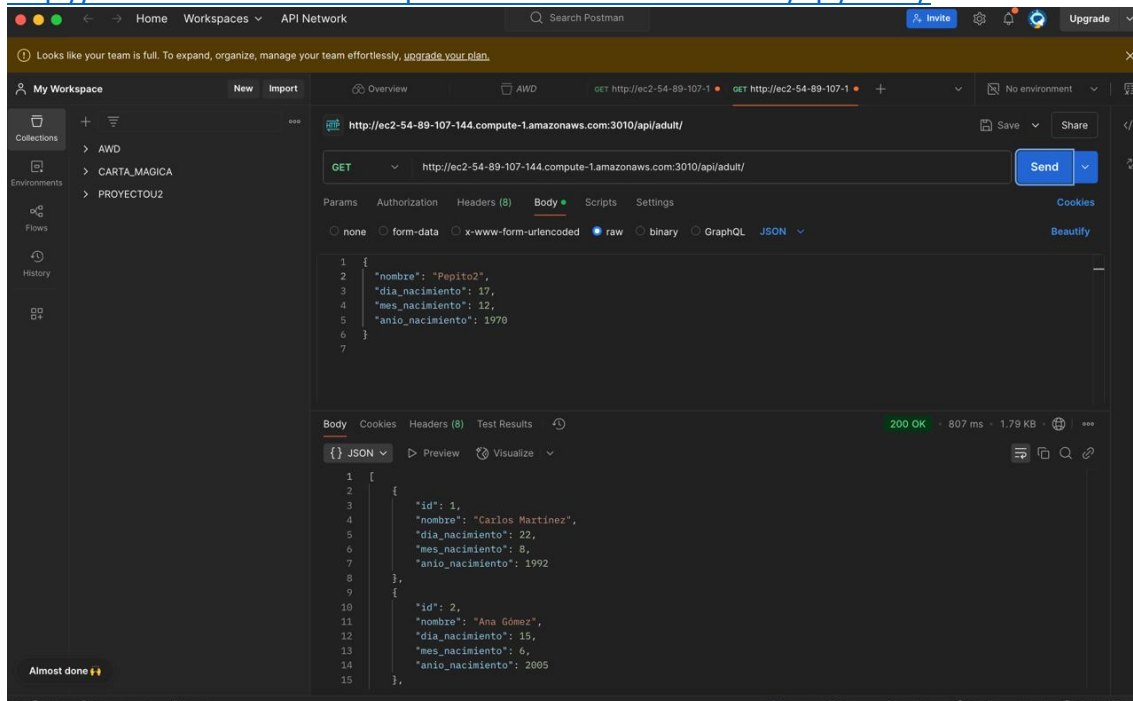 Home Workspaces API Network Search Postman Invite Upgrade
Looks like your team is full. To expand, organize, manage your team effortlessly, upgrade your plan.
My Workspace New Import Overview AWD GET http://ec2-54-89-107-1 GET http://ec2-54-89-107-1 No environment
Collections
Environments
Flows
History
AWD
CARTA_MAGICA
PROYECTOU2
Almost done
HTTP http://ec2-54-89-107-144.compute-1.amazonaws.com:3010/api/adult/ Save Share
GET http://ec2-54-89-107-144.compute-1.amazonaws.com:3010/api/adult/ Send
Params Authorization Headers (8) Body Scripts Settings Cookies
none form-data x-www-form-urlencoded raw binary GraphQL JSON Beautify
1 {
2 "nombre": "Pepito2",
3 "dia_nacimiento": 17,
4 "mes_nacimiento": 12,
5 "anio_nacimiento": 1970
6 }
7
Body Cookies Headers (8) Test Results 200 OK 807 ms 1.79 KB
{} JSON Preview Visualize
1 [
2 {
3 "id": 1,
4 "nombre": "Carlos Martínez",
5 "dia_nacimiento": 22,
6 "mes_nacimiento": 8,
7 "anio_nacimiento": 1992
8 },
9 {
10 "id": 2,
11 "nombre": "Ana Gómez",
12 "dia_nacimiento": 15,
13 "mes_nacimiento": 6,
14 "anio_nacimiento": 2005
15 },